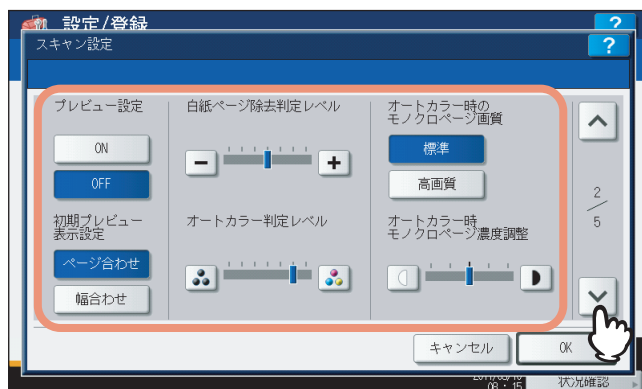 設定/登録
?
スキャン設定
?
プレビュー設定
ON
OFF
初期プレビュー
表示設定
ページ合わせ
幅合わせ
白紙ページ除去判定レベル
−
+
オートカラー判定レベル
オートカラー時の
モノクロページ画質
標準
高画質
オートカラー時
モノクロページ濃度調整
2
/
5
キャンセル
OK
08 : 15
状況確認